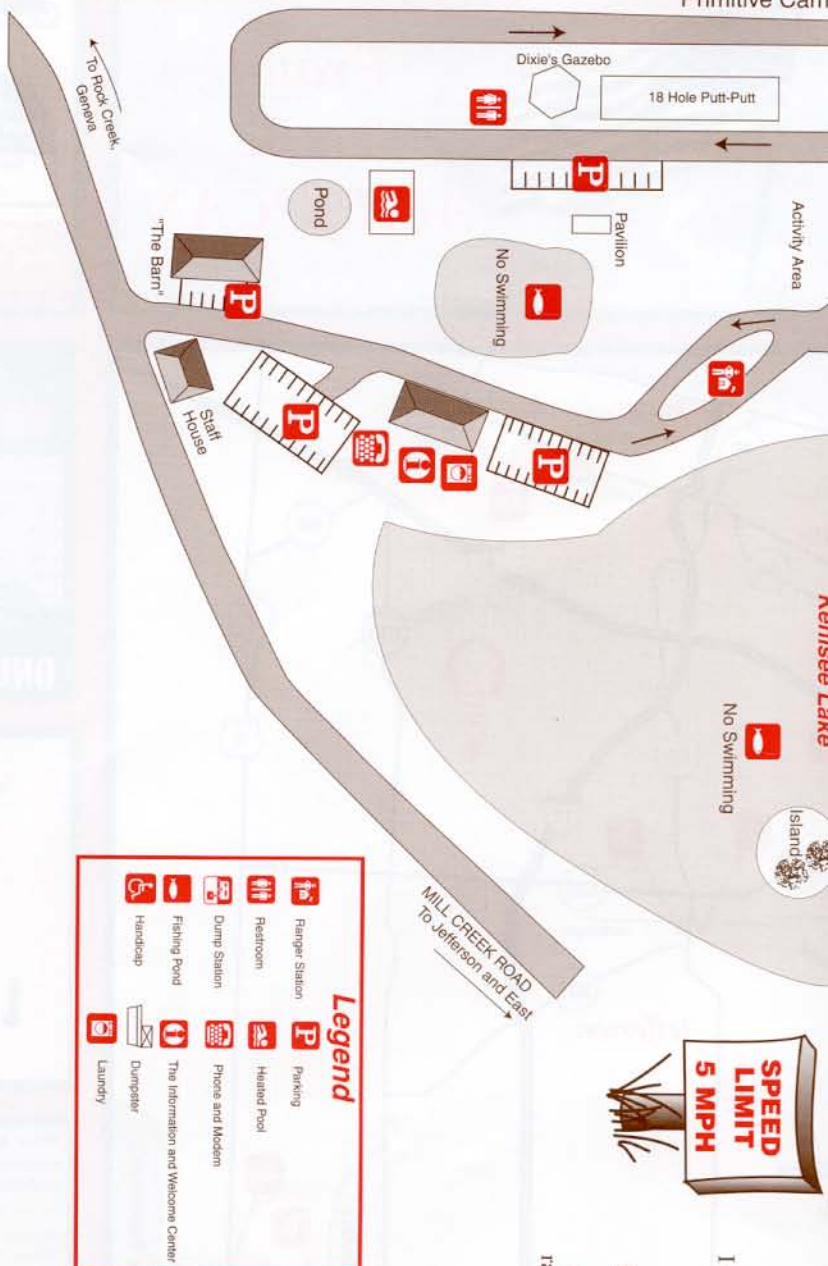 Primitive Cam
Dixie's Gazebo
18 Hole Putt-Putt
To Rock Creek,
Geneva
P
Pond
Pavilion
Activity Area
"The Barn"
P
No Swimming
Staff
House
P
P
Kenisee Lake
No Swimming
Island
MILL CREEK ROAD
To Jefferson and East
SPEED
LIMIT
5 MPH
Legend
Ranger Station
P Parking
Restroom
Heated Pool
Dump Station
Phone and Modem
Fishing Pond
The Information and Welcome Center
Handicap
Dumpster
Laundry
I